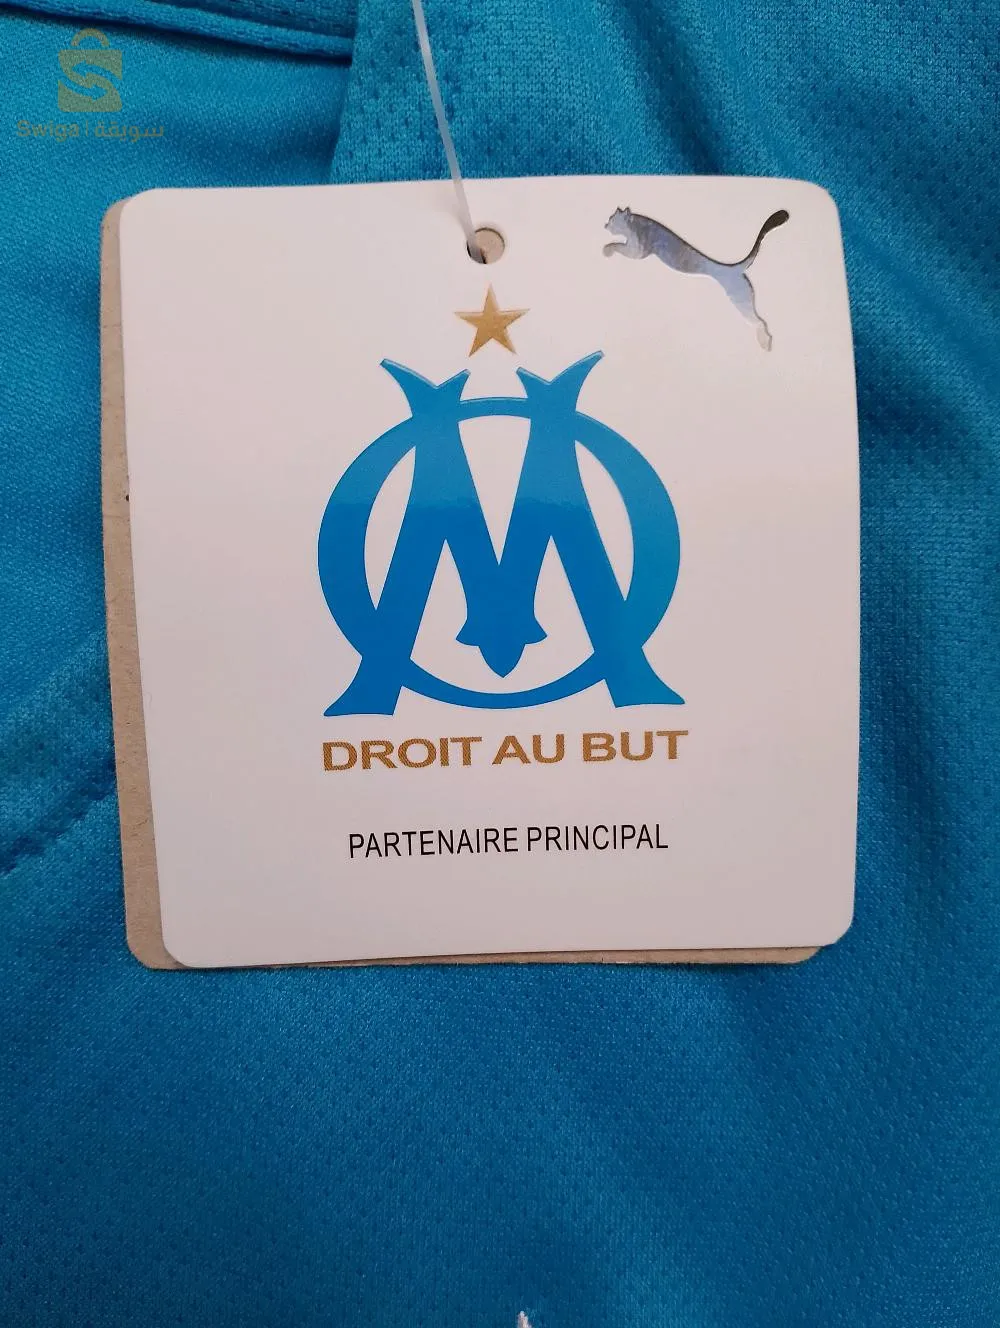 Swiga | سويقة
DROIT AU BUT
PARTENAIRE PRINCIPAL